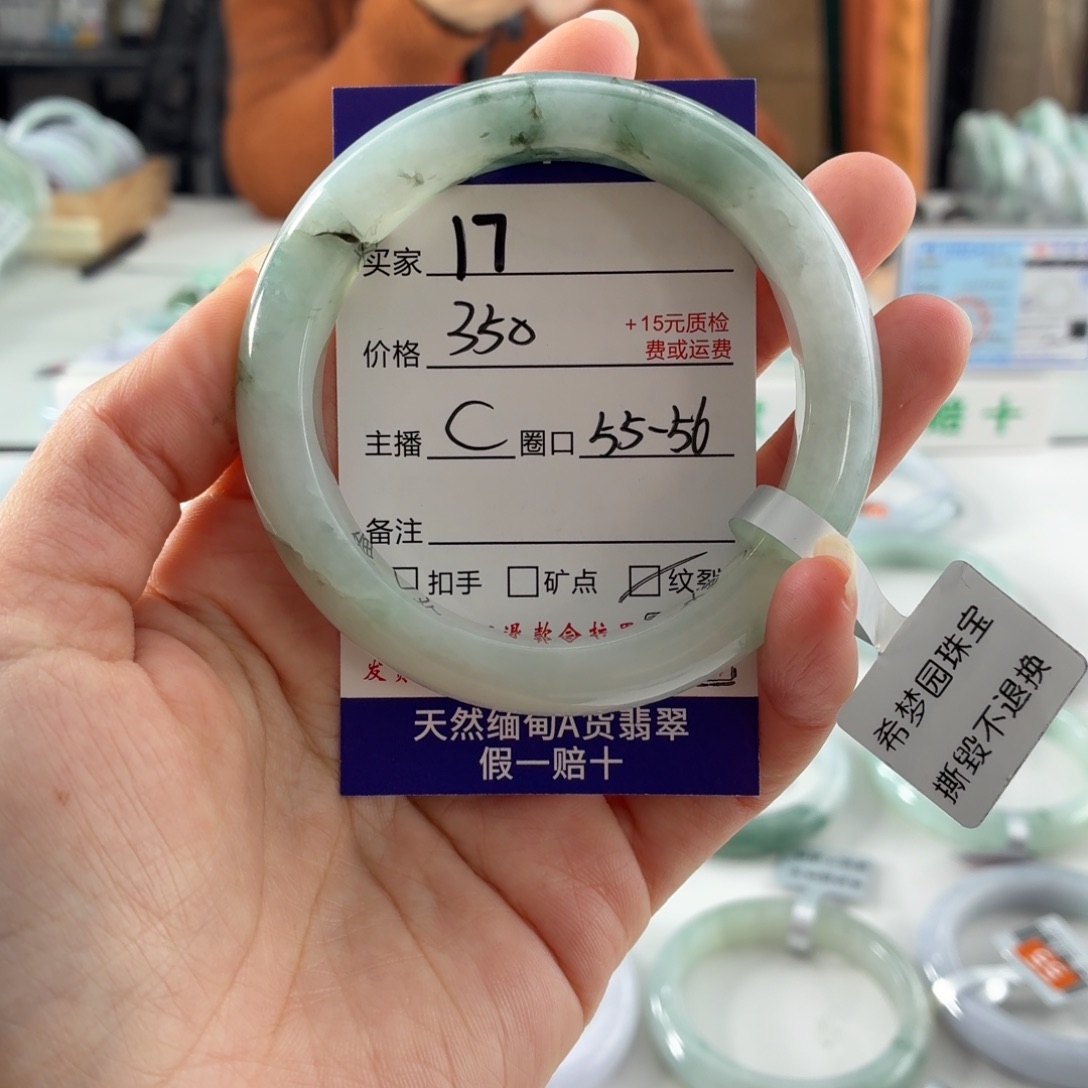 买家 17
价格 350
+15元质检
费或运费
主播 C 圈口 55-56
备注
扣手 矿点 纹裂
天然缅甸A货翡翠
假一赔十
希梦园珠宝
撕毁不退换
赔十